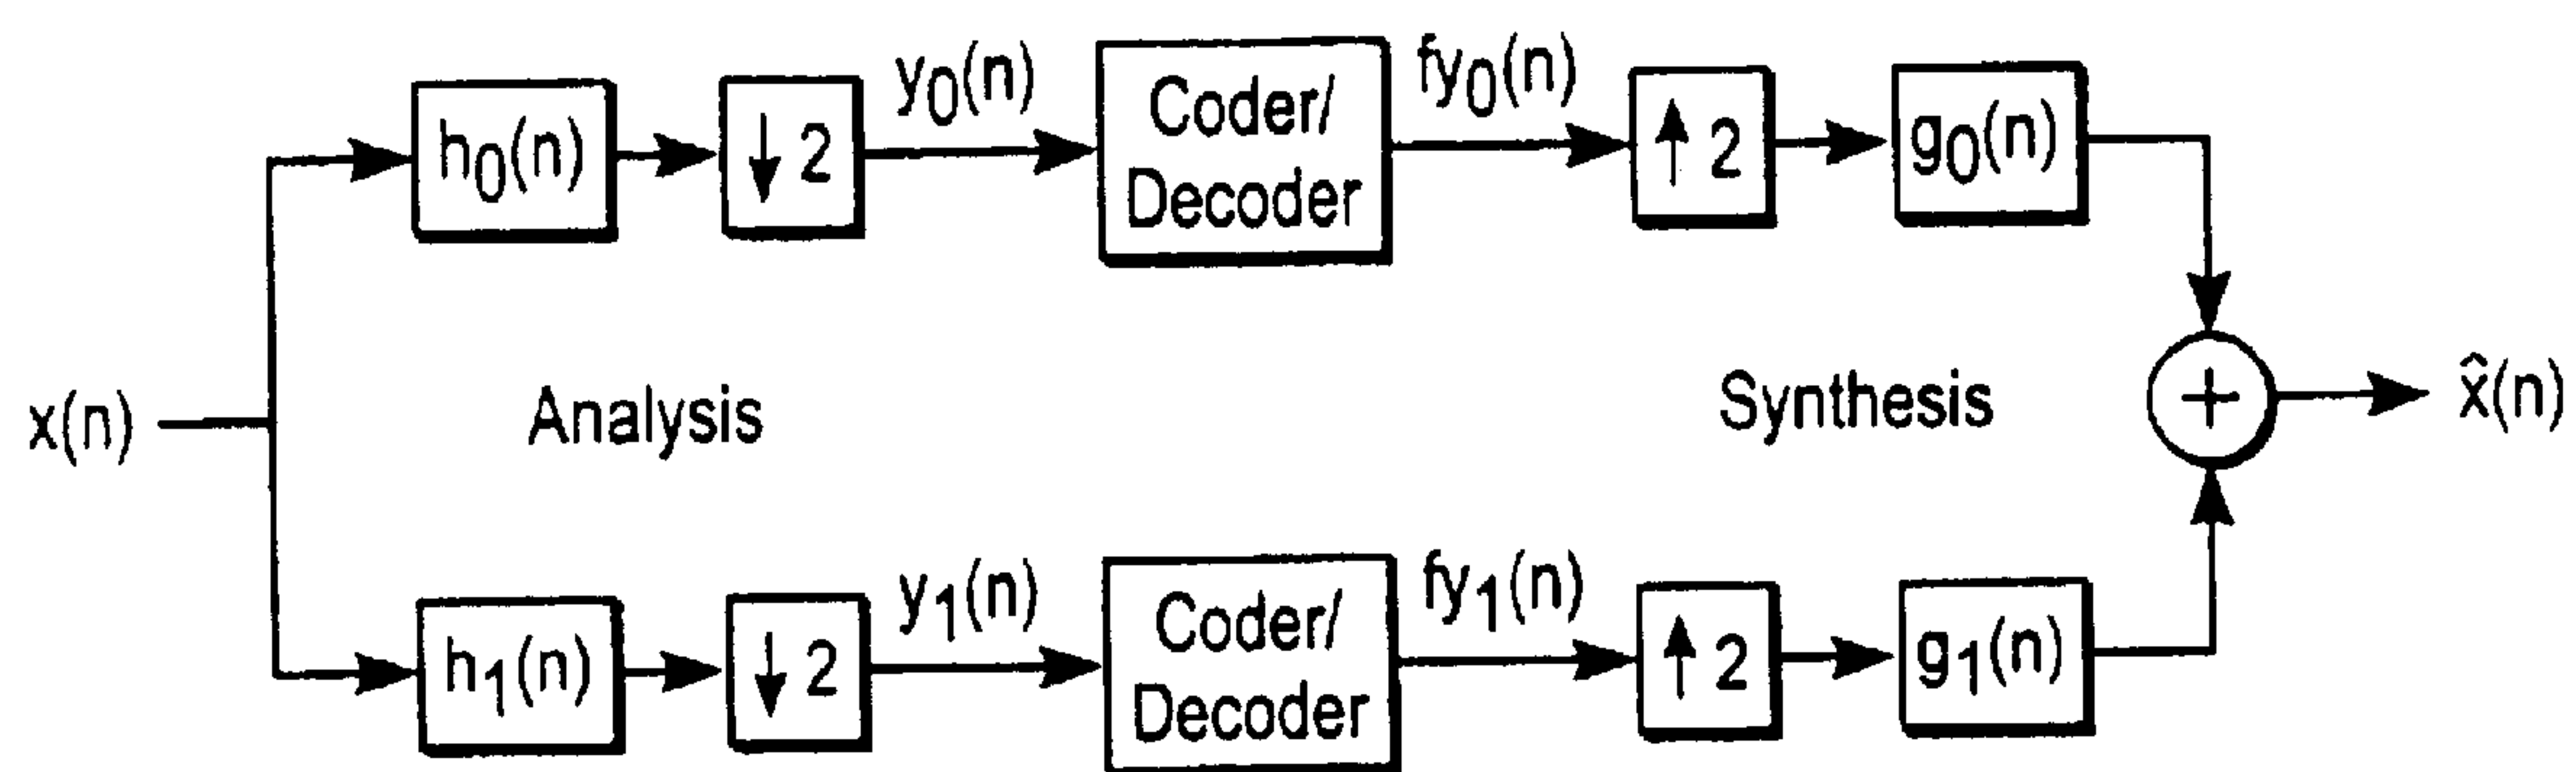 y0(n)
fy0(n)
h0(n)
↓ 2
Coder/
Decoder
↑ 2
g0(n)
x(n)
Analysis
Synthesis
+
x̂(n)
y1(n)
fy1(n)
h1(n)
↓ 2
Coder/
Decoder
↑ 2
g1(n)